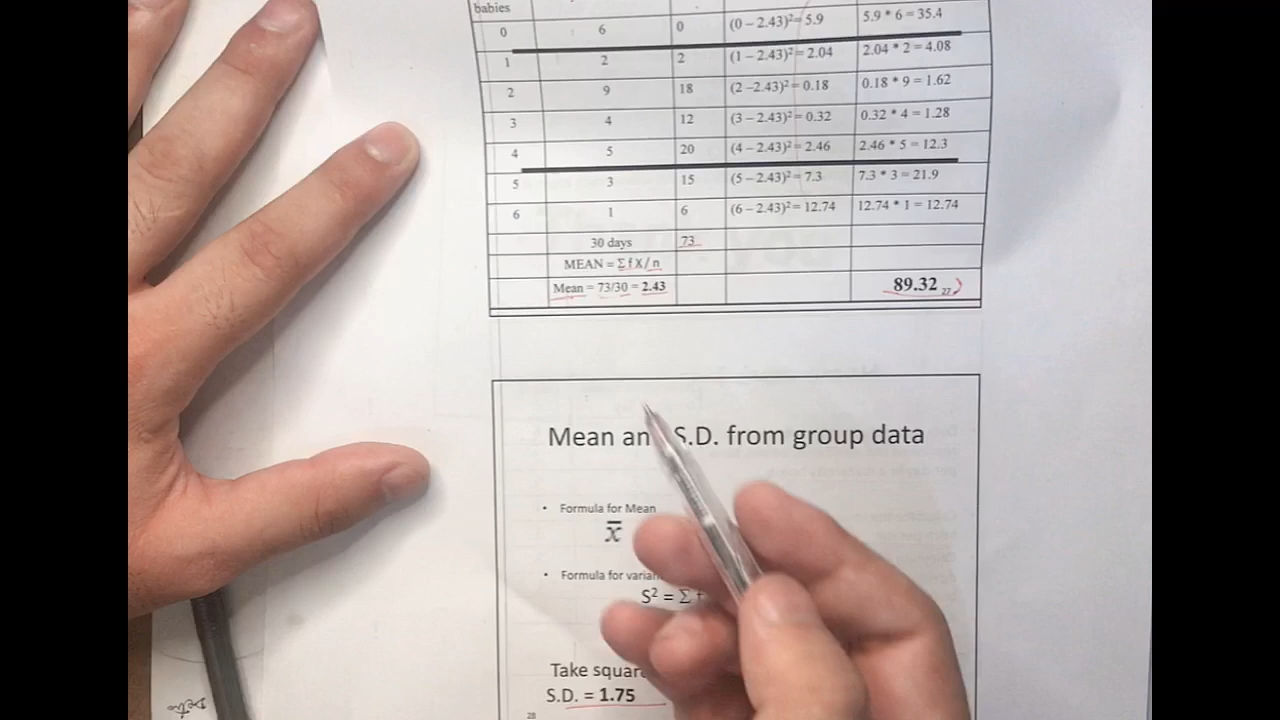 babies
0 6 0 (0 – 2.43)²= 5.9 5.9 * 6 = 35.4
1 2 2 (1 – 2.43)² = 2.04 2.04 * 2 = 4.08
2 9 18 (2 –2.43)² = 0.18 0.18 * 9 = 1.62
3 4 12 (3 – 2.43)² = 0.32 0.32 * 4 = 1.28
4 5 20 (4 – 2.43)² = 2.46 2.46 * 5 = 12.3
5 3 15 (5 – 2.43)² = 7.3 7.3 * 3 = 21.9
6 1 6 (6 – 2.43)² = 12.74 12.74 * 1 = 12.74
30 days 73
MEAN = Σf X/ n
Mean = 73/30 = 2.43 89.32 27
Mean an S.D. from group data
• Formula for Mean
x̅
• Formula for varian
S² = Σ f
Take squar
S.D. = 1.75
28